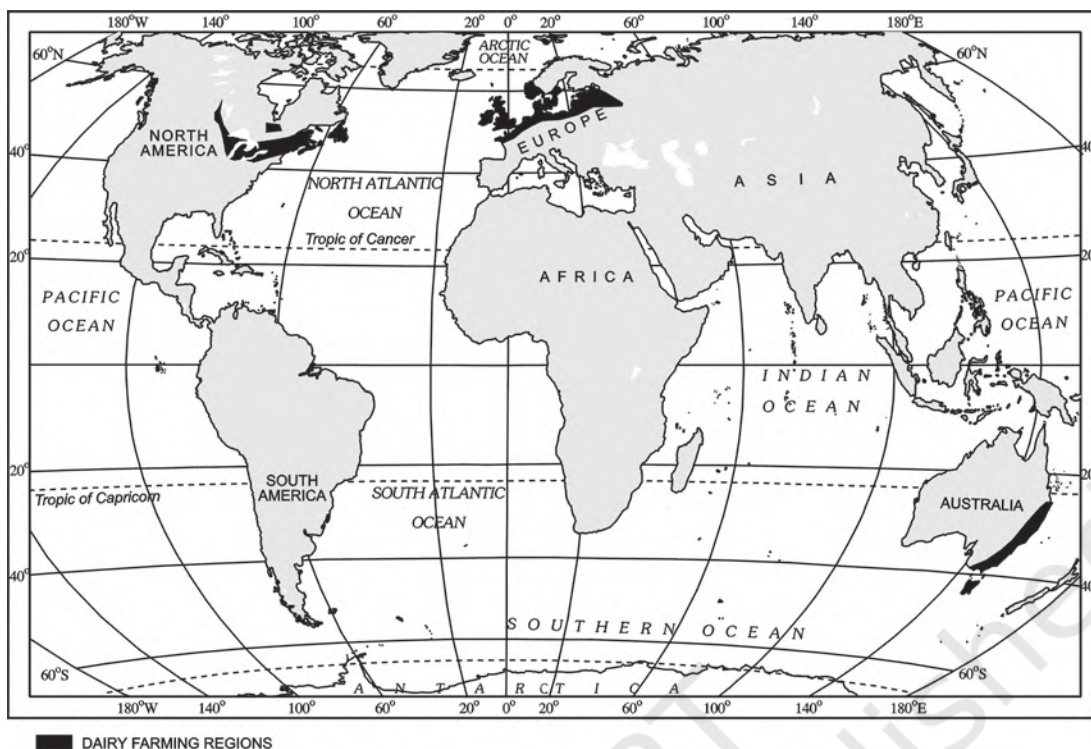 180°W 140° 100° 60° 20° 0° 20° 60° 100° 140° 180°E
ARCTIC
OCEAN
60°N
60°N
NORTH
AMERICA
EUROPE
40°
40
ASIA
NORTH ATLANTIC
OCEAN
Tropic of Cancer
20°
20
AFRICA
PACIFIC
OCEAN
PACIFIC
OCEAN
INDIAN
OCEAN
20°
20
SOUTH
AMERICA
Tropic of Capricorn
SOUTH ATLANTIC
OCEAN
AUSTRALIA
40°
40
SOUTHERN OCEAN
60°S
60°S
ANTARCTICA
180°W 140° 100° 60° 20° 0° 20° 60° 100° 140° 180°E
DAIRY FARMING REGIONS